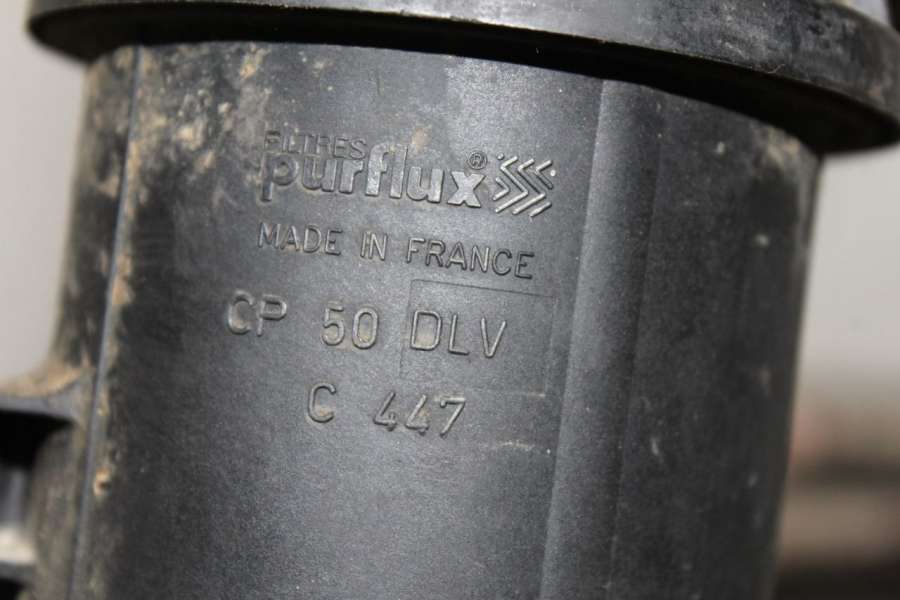 FILTRES
purflux®
MADE IN FRANCE
CP 50 DLV
C 447